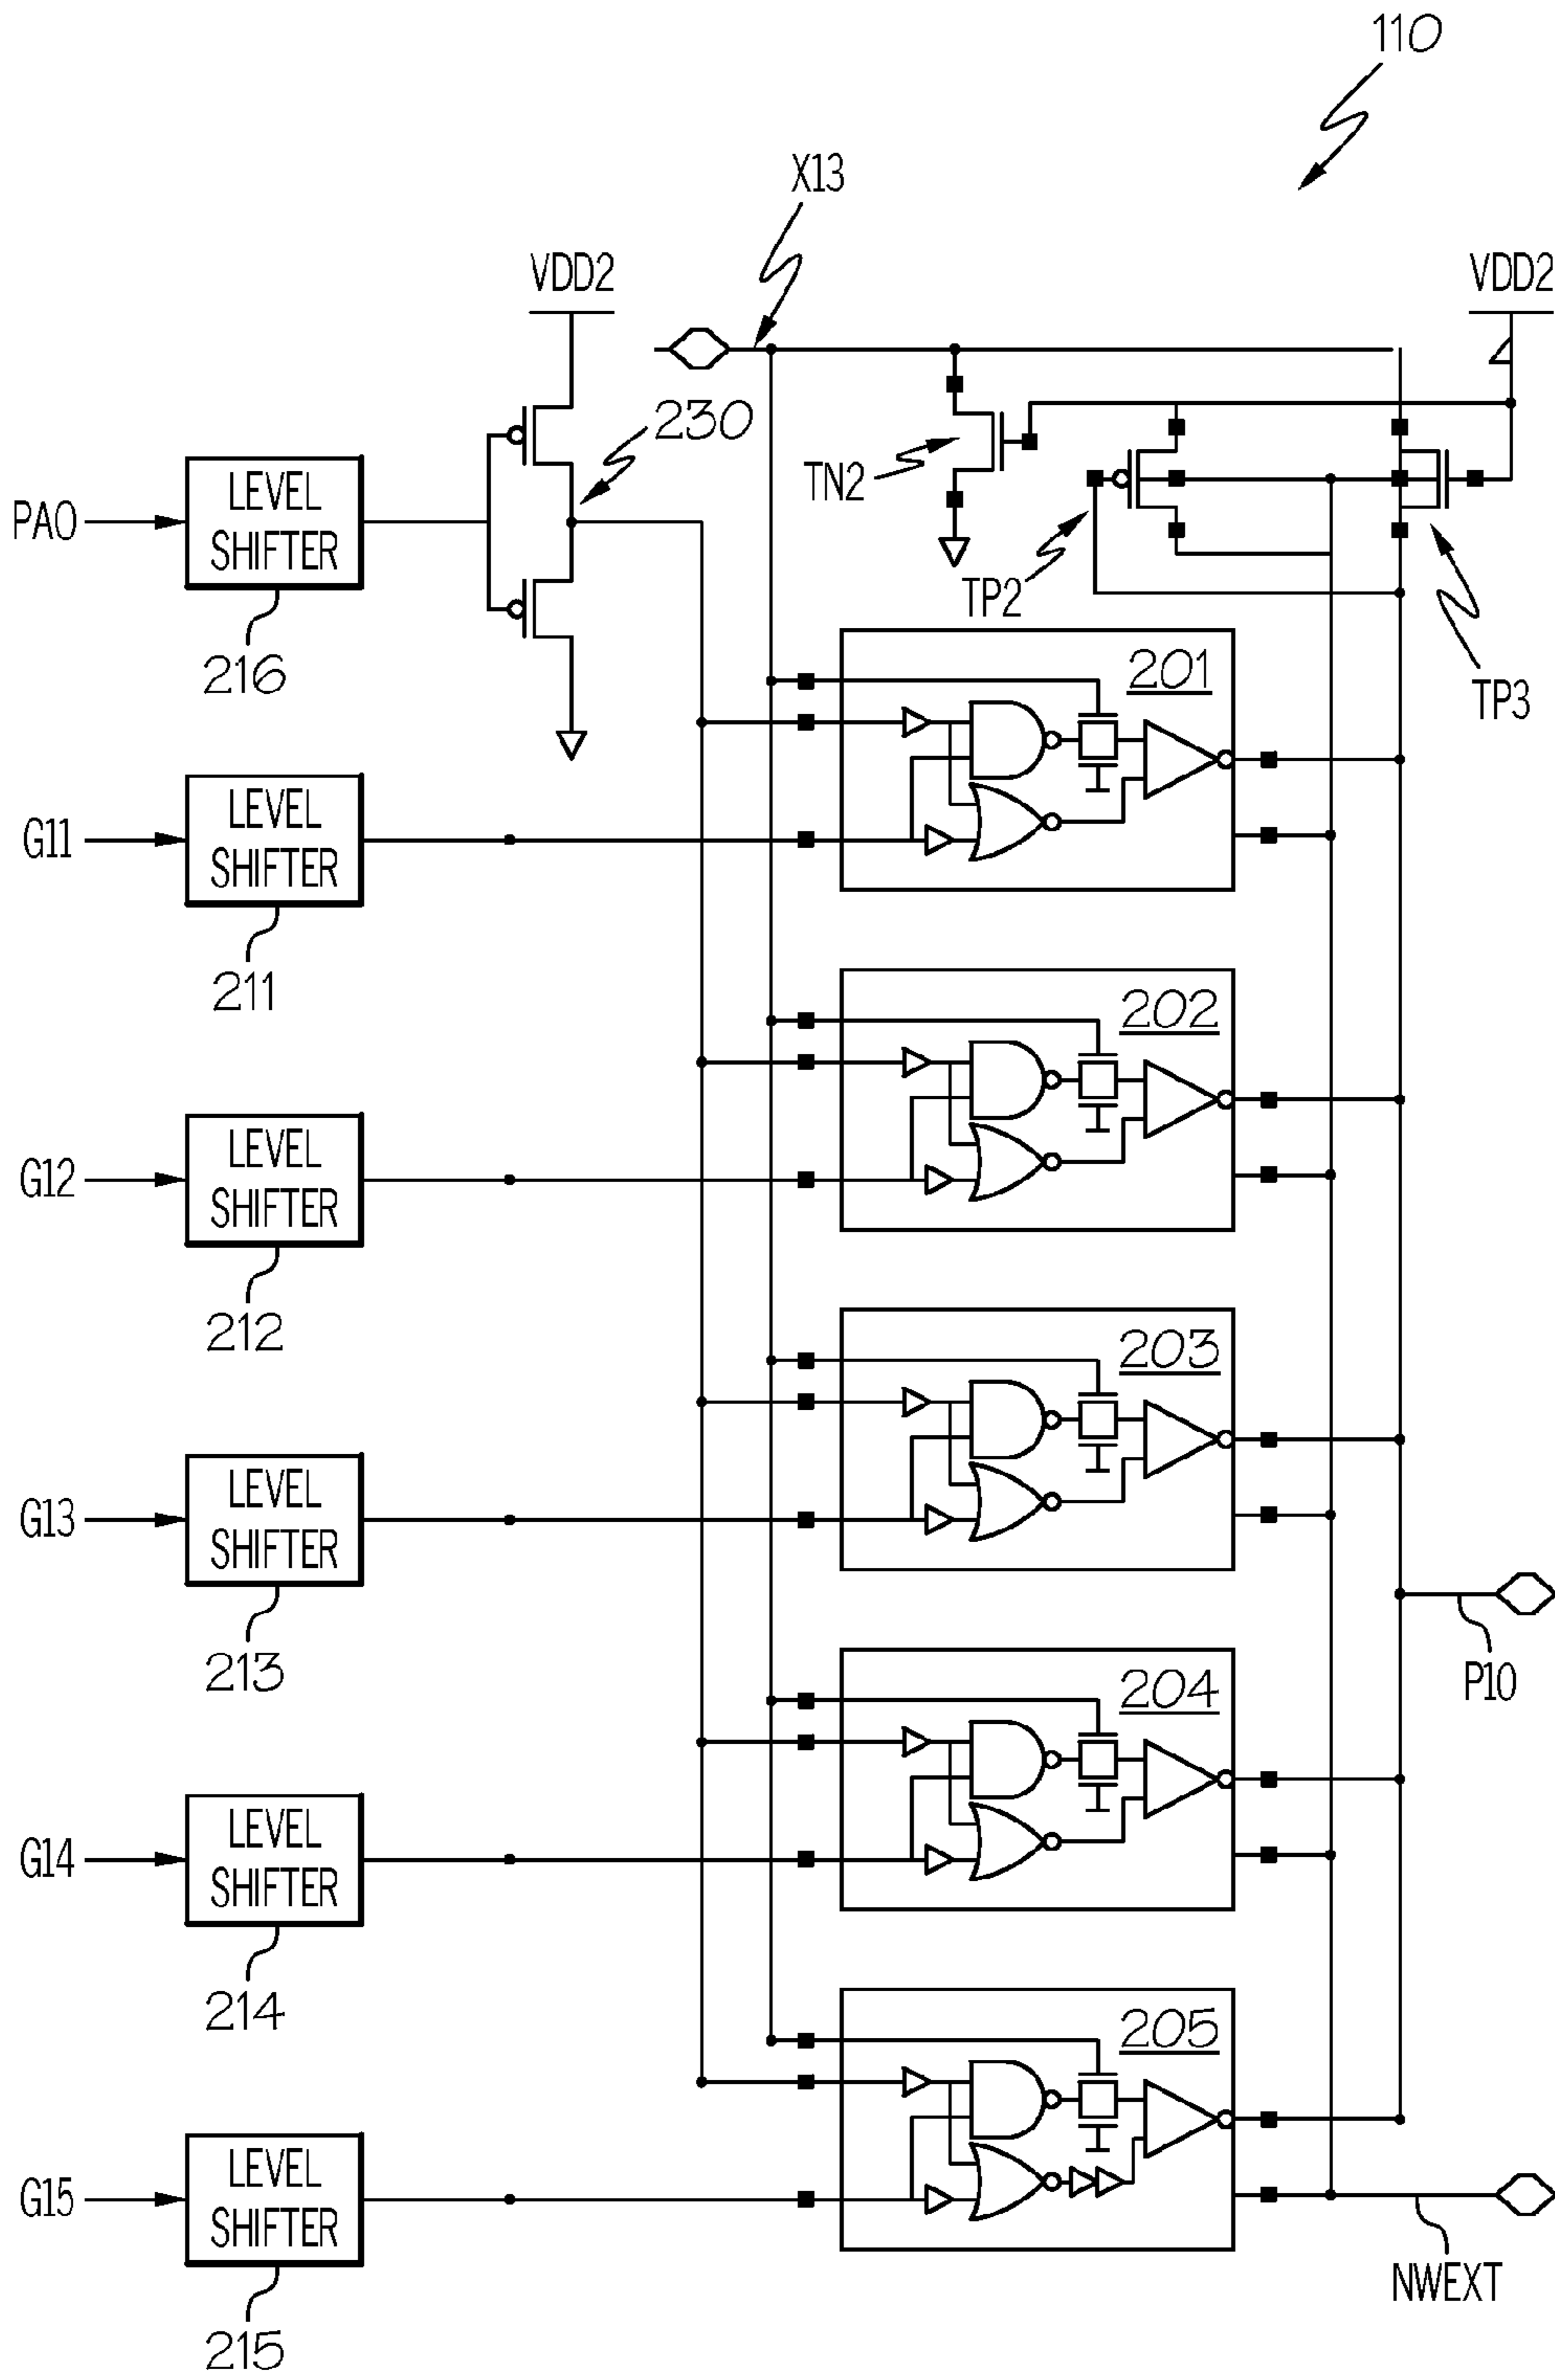 110
X13
VDD2
VDD2
230
TN2
PA0
LEVEL
SHIFTER
TP2
216
201
TP3
G11
LEVEL
SHIFTER
211
202
G12
LEVEL
SHIFTER
212
203
G13
LEVEL
SHIFTER
213
P10
204
G14
LEVEL
SHIFTER
214
205
G15
LEVEL
SHIFTER
NWEXT
215